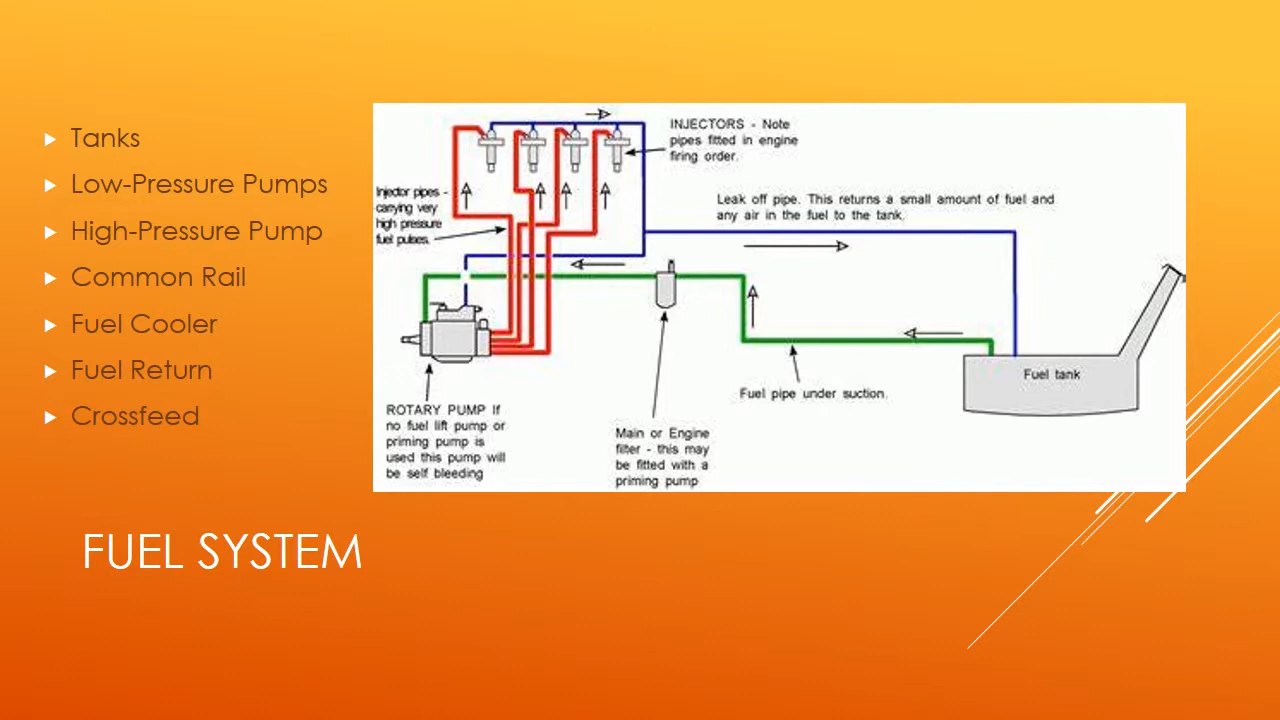 Tanks
Low-Pressure Pumps
High-Pressure Pump
Common Rail
Fuel Cooler
Fuel Return
Crossfeed
INJECTORS - Note
pipes fitted in engine
firing order.
Injector pipes -
carrying very
high pressure
fuel pulses.
Leak off pipe. This returns a small amount of fuel and
any air in the fuel to the tank.
Fuel tank
Fuel pipe under suction.
ROTARY PUMP If
no fuel lift pump or
priming pump is
used this pump will
be self bleeding
Main or Engine
filter - this may
be fitted with a
priming pump
FUEL SYSTEM